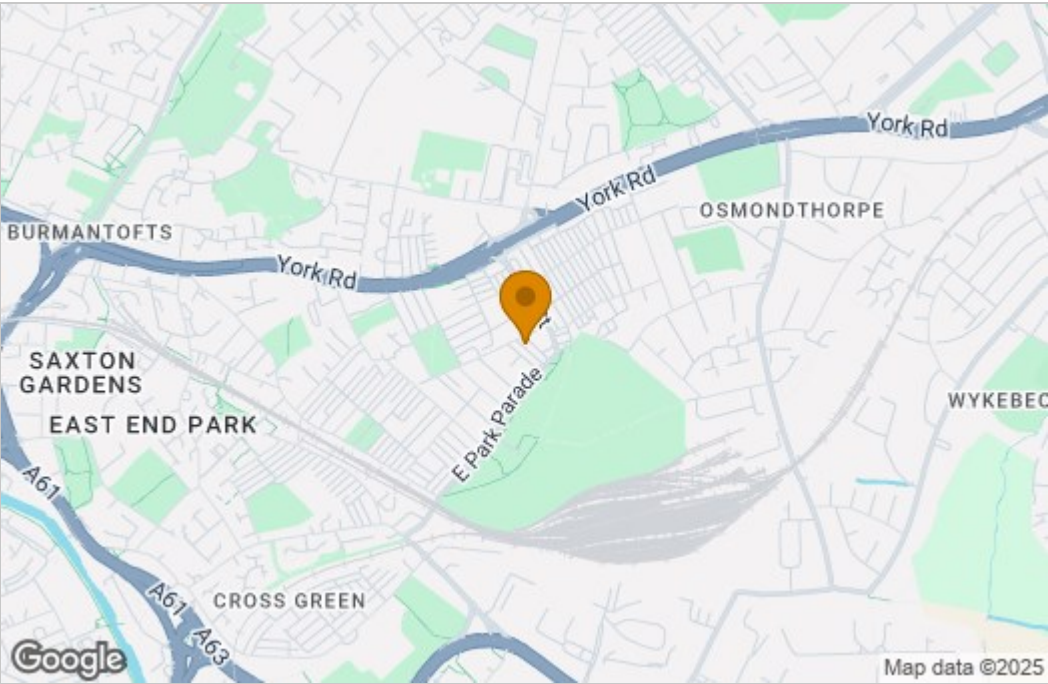 York Rd
York Rd
OSMONDTHORPE
BURMANTOFTS
York Rd
SAXTON
GARDENS
E Park Parade
WYKEBEC
EAST END PARK
A61
A61
CROSS GREEN
A63
Google
Map data ©2025